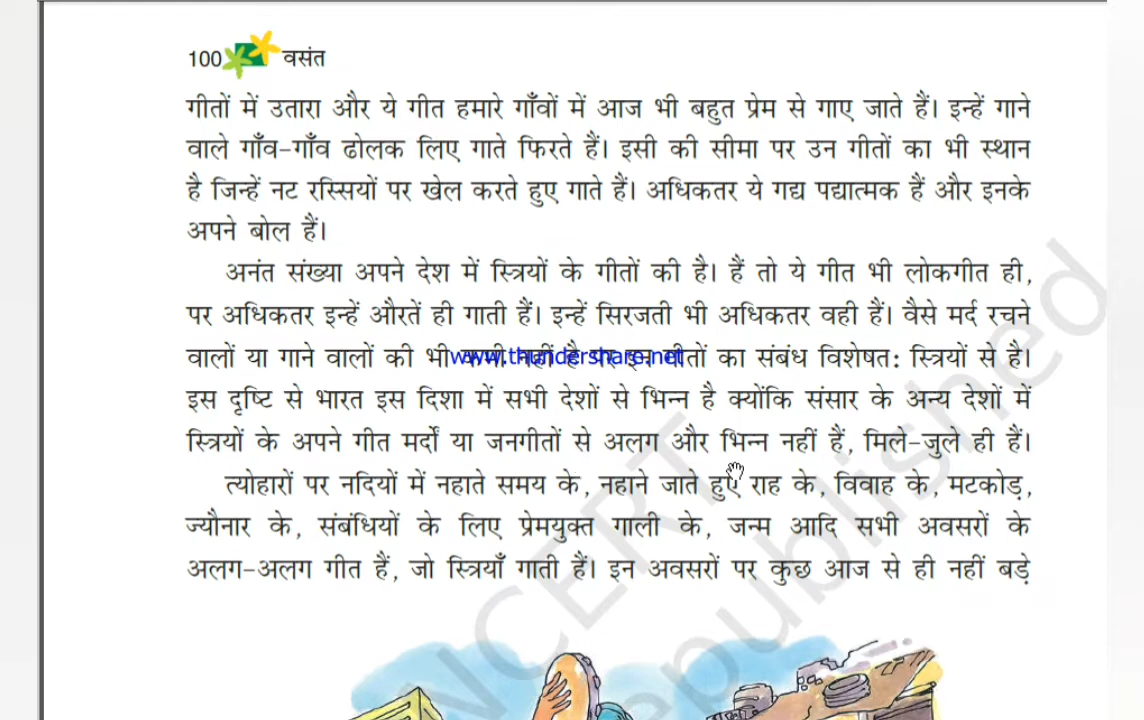 100 वसंत
गीतों में उतारा और ये गीत हमारे गाँवों में आज भी बहुत प्रेम से गाए जाते हैं। इन्हें गाने
वाले गाँव-गाँव ढोलक लिए गाते फिरते हैं। इसी की सीमा पर उन गीतों का भी स्थान
है जिन्हें नट रस्सियों पर खेल करते हुए गाते हैं। अधिकतर ये गद्य पद्यात्मक हैं और इनके
अपने बोल हैं।
अनंत संख्या अपने देश में स्त्रियों के गीतों की है। हैं तो ये गीत भी लोकगीत ही,
पर अधिकतर इन्हें औरतें ही गाती हैं। इन्हें सिरजती भी अधिकतर वही हैं। वैसे मर्द रचने
वालों या गाने वालों की भी www.thundershare.net गीतों का संबंध विशेषत: स्त्रियों से है।
इस दृष्टि से भारत इस दिशा में सभी देशों से भिन्न है क्योंकि संसार के अन्य देशों में
स्त्रियों के अपने गीत मर्दों या जनगीतों से अलग और भिन्न नहीं हैं, मिले-जुले ही हैं।
त्योहारों पर नदियों में नहाते समय के, नहाने जाते हुए राह के, विवाह के, मटकोड़,
ज्यौनार के, संबंधियों के लिए प्रेमयुक्त गाली के, जन्म आदि सभी अवसरों के
अलग-अलग गीत हैं, जो स्त्रियाँ गाती हैं। इन अवसरों पर कुछ आज से ही नहीं बड़े
NCERT
republished